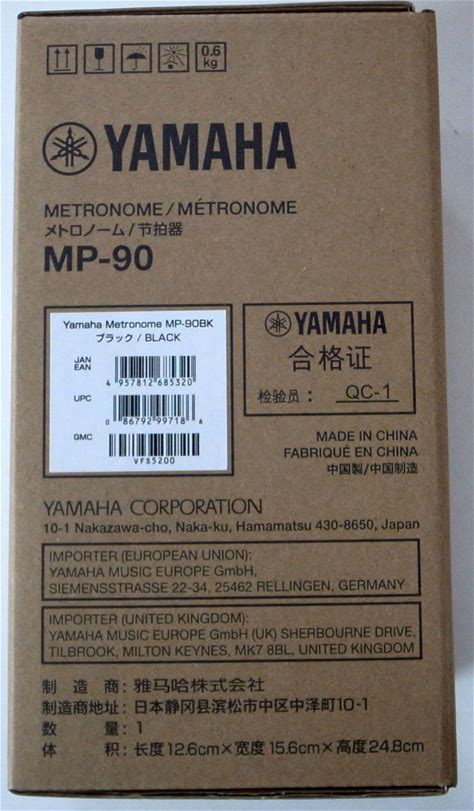 0.6
kg
YAMAHA
METRONOME/MÉTRONOME
メトロノーム/节拍器
MP-90
Yamaha Metronome MP-90BK
ブラック / BLACK
JAN
EAN
4 957812 685320
UPC
0 86792 99718 6
GMC
VFS5200
YAMAHA
合格证
检验员: QC-1
MADE IN CHINA
FABRIQUÉ EN CHINA
中国製/中国制造
YAMAHA CORPORATION
10-1 Nakazawa-cho, Naka-ku, Hamamatsu 430-8650, Japan
IMPORTER (EUROPEAN UNION):
YAMAHA MUSIC EUROPE GmbH,
SIEMENSSTRASSE 22-34, 25462 RELLINGEN, GERMANY
IMPORTER (UNITED KINGDOM):
YAMAHA MUSIC EUROPE GmbH (UK) SHERBOURNE DRIVE,
TILBROOK, MILTON KEYNES, MK7 8BL, UNITED KINGDOM
制 造 商: 雅马哈株式会社
制造商地址: 日本静冈县滨松市中区中泽町10-1
数 量: 1
体 积: 长度12.6cm×宽度15.6cm×高度24.8cm